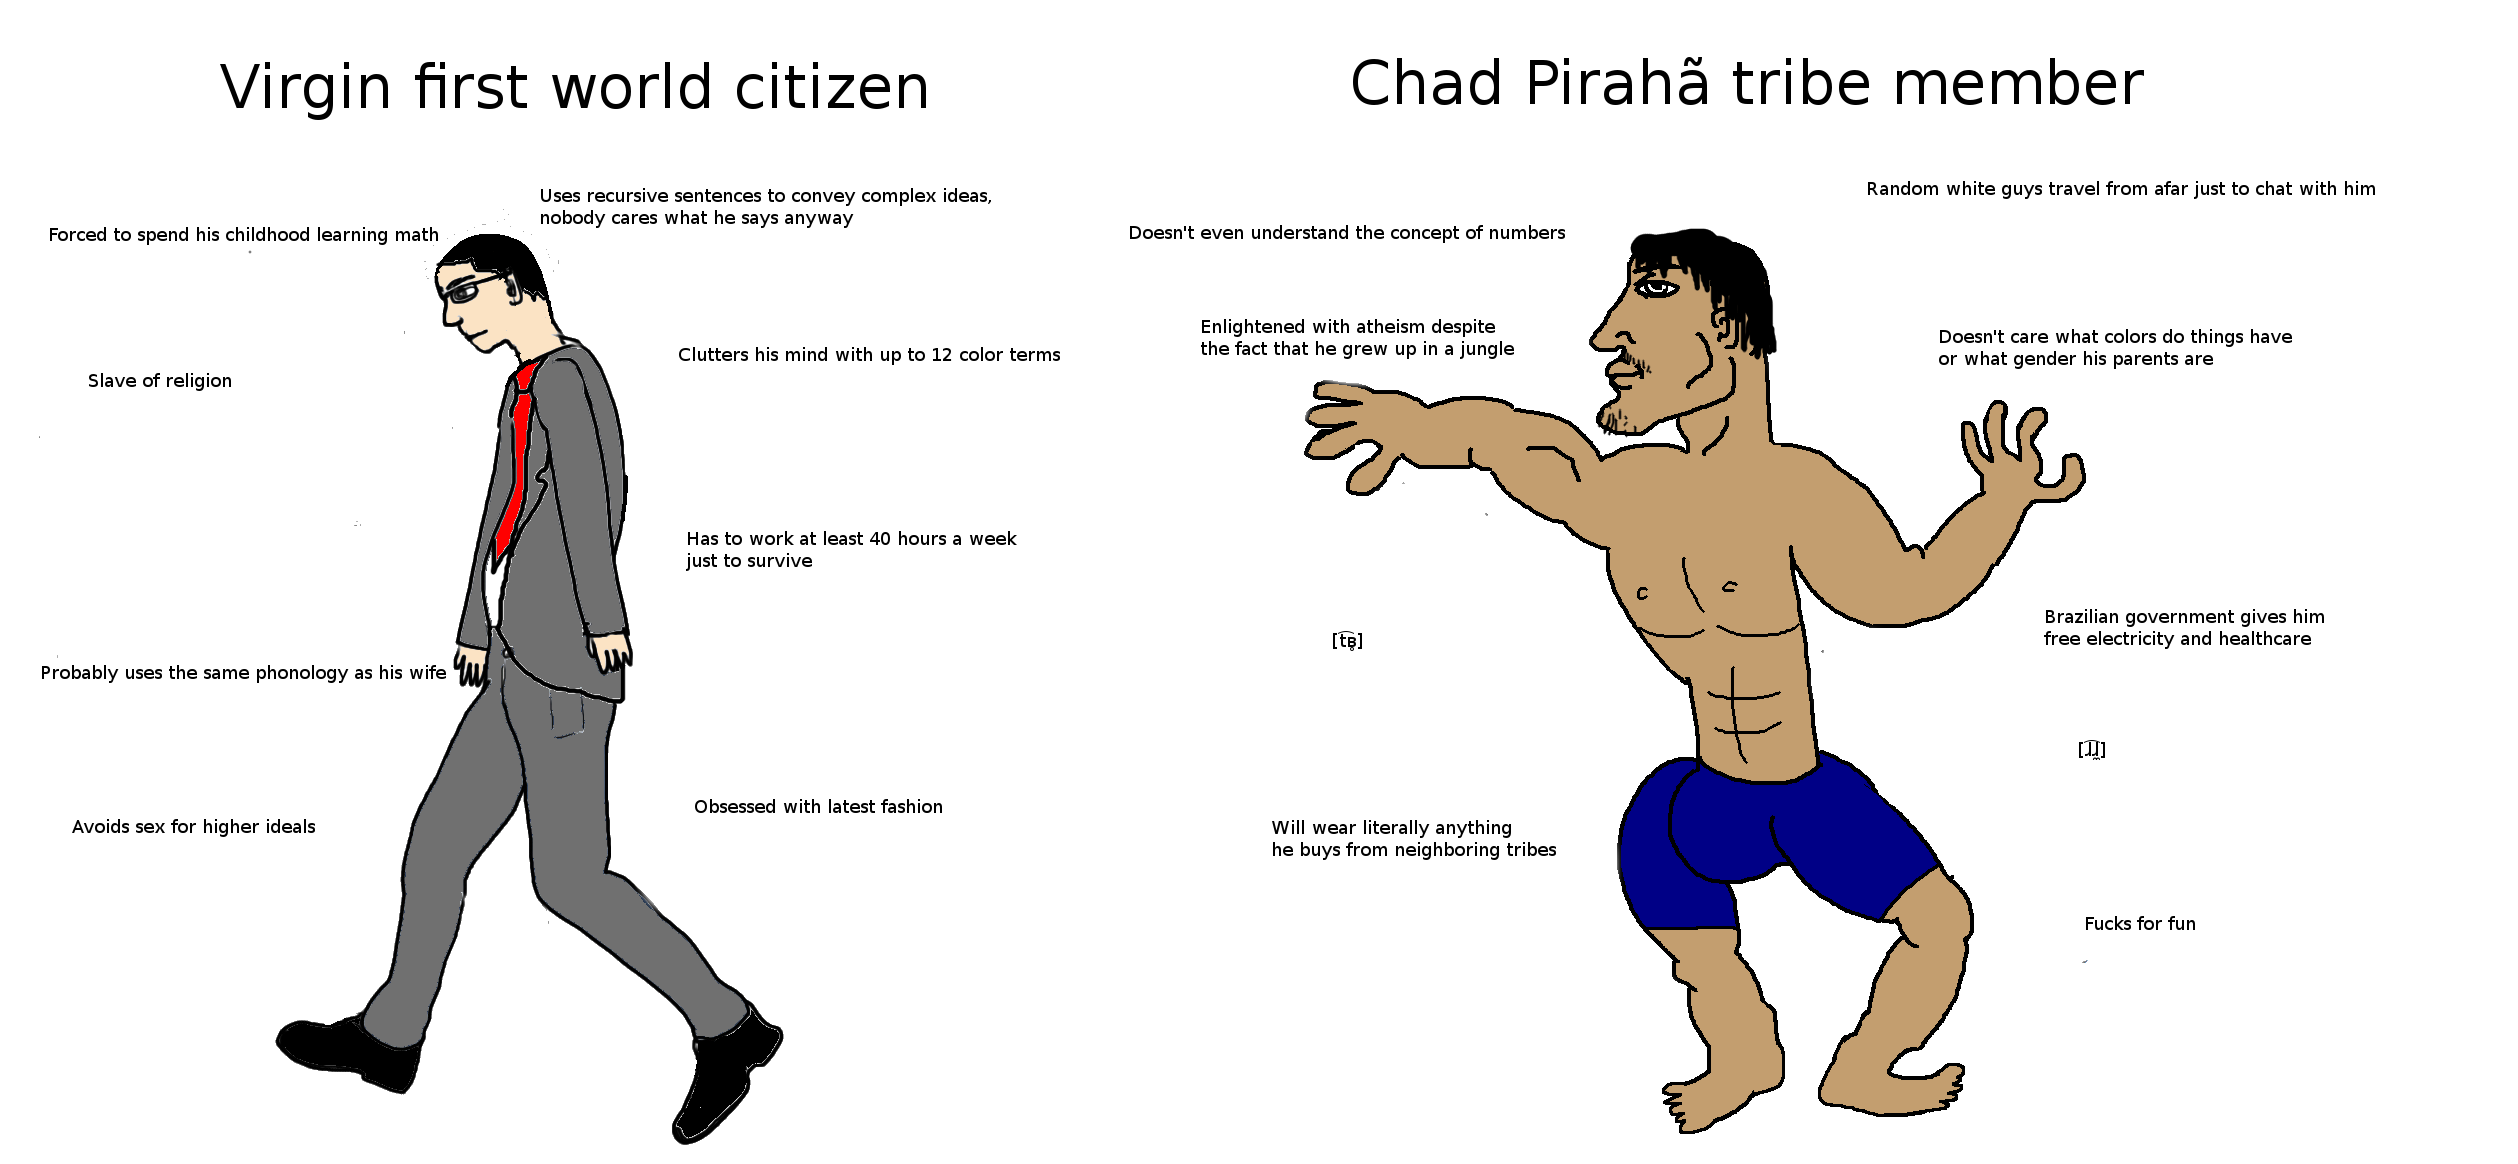 Virgin first world citizen
Uses recursive sentences to convey complex ideas,
nobody cares what he says anyway
Forced to spend his childhood learning math
Clutters his mind with up to 12 color terms
Slave of religion
Has to work at least 40 hours a week
just to survive
Probably uses the same phonology as his wife
Obsessed with latest fashion
Avoids sex for higher ideals
Chad Pirahã tribe member
Random white guys travel from afar just to chat with him
Doesn't even understand the concept of numbers
Enlightened with atheism despite
the fact that he grew up in a jungle
Doesn't care what colors do things have
or what gender his parents are
Brazilian government gives him
free electricity and healthcare
[t͡ʙ̥]
[ɺ͡ɺ̼]
Will wear literally anything
he buys from neighboring tribes
Fucks for fun